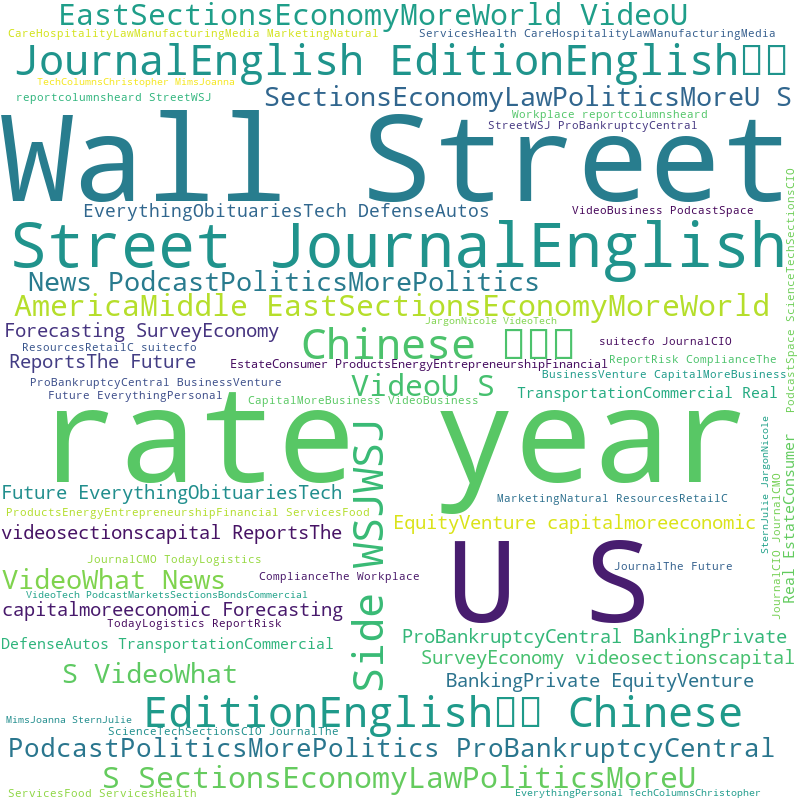 EastSectionsEconomyMoreWorld VideoU
CareHospitalityLawManufacturingMedia MarketingNatural
ServicesHealth CareHospitalityLawManufacturingMedia
JournalEnglish EditionEnglish
TechColumnsChristopher MimsJoanna
reportcolumnsheard StreetWSJ
SectionsEconomyLawPoliticsMoreU S
Workplace reportcolumnsheard
StreetWSJ ProBankruptcyCentral
Wall Street
EverythingObituariesTech DefenseAutos
VideoBusiness PodcastSpace
PodcastSpace ScienceTechSectionsCIO
Street JournalEnglish
News PodcastPoliticsMorePolitics
AmericaMiddle EastSectionsEconomyMoreWorld
JargonNicole VideoTech
Forecasting SurveyEconomy
Chinese
suitecfo JournalCIO
ResourcesRetailC suitecfo
ReportsThe Future
EstateConsumer ProductsEnergyEntrepreneurshipFinancial
ReportRisk ComplianceThe
BusinessVenture CapitalMoreBusiness
ProBankruptcyCentral BusinessVenture
VideoU S
Future EverythingPersonal
CapitalMoreBusiness VideoBusiness
TransportationCommercial Real
rate year
Side WSJWSJ
SternJulie JargonNicole
Real EstateConsumer
JournalCIO JournalCMO
Future EverythingObituariesTech
MarketingNatural ResourcesRetailC
ProductsEnergyEntrepreneurshipFinancial ServicesFood
EquityVenture capitalmoreeconomic
videosectionscapital ReportsThe
U S
JournalCMO TodayLogistics
JournalThe Future
VideoWhat News
ComplianceThe Workplace
VideoTech PodcastMarketsSectionsBondsCommercial
capitalmoreeconomic Forecasting
TodayLogistics ReportRisk
ProBankruptcyCentral BankingPrivate
DefenseAutos TransportationCommercial
SurveyEconomy videosectionscapital
S VideoWhat
BankingPrivate EquityVenture
EditionEnglish Chinese
MimsJoanna SternJulie
ScienceTechSectionsCIO JournalThe
PodcastPoliticsMorePolitics ProBankruptcyCentral
S SectionsEconomyLawPoliticsMoreU
ServicesFood ServicesHealth
EverythingPersonal TechColumnsChristopher